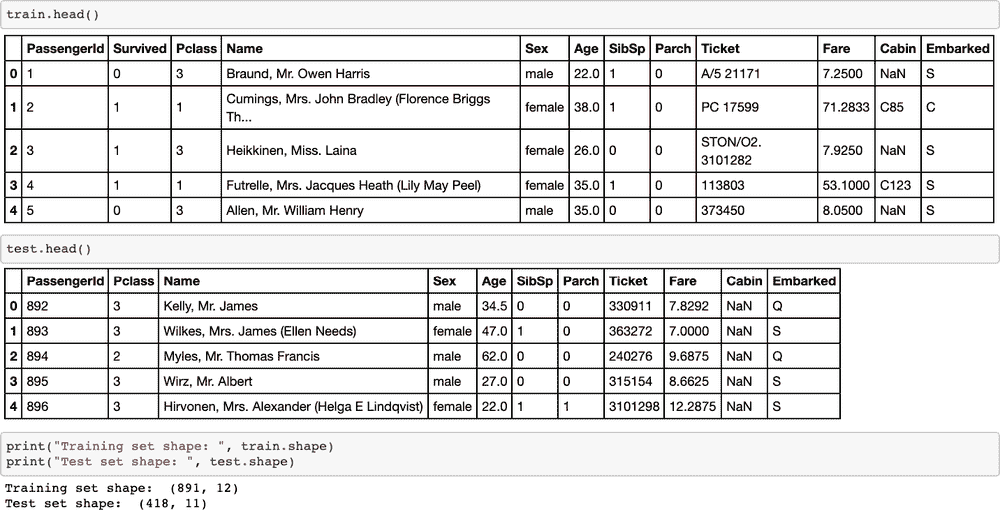 train.head()
PassengerId Survived Pclass Name Sex Age SibSp Parch Ticket Fare Cabin Embarked
0 1 0 3 Braund, Mr. Owen Harris male 22.0 1 0 A/5 21171 7.2500 NaN S
1 2 1 1 Cumings, Mrs. John Bradley (Florence Briggs Th... female 38.0 1 0 PC 17599 71.2833 C85 C
2 3 1 3 Heikkinen, Miss. Laina female 26.0 0 0 STON/O2. 3101282 7.9250 NaN S
3 4 1 1 Futrelle, Mrs. Jacques Heath (Lily May Peel) female 35.0 1 0 113803 53.1000 C123 S
4 5 0 3 Allen, Mr. William Henry male 35.0 0 0 373450 8.0500 NaN S
test.head()
PassengerId Pclass Name Sex Age SibSp Parch Ticket Fare Cabin Embarked
0 892 3 Kelly, Mr. James male 34.5 0 0 330911 7.8292 NaN Q
1 893 3 Wilkes, Mrs. James (Ellen Needs) female 47.0 1 0 363272 7.0000 NaN S
2 894 2 Myles, Mr. Thomas Francis male 62.0 0 0 240276 9.6875 NaN Q
3 895 3 Wirz, Mr. Albert male 27.0 0 0 315154 8.6625 NaN S
4 896 3 Hirvonen, Mrs. Alexander (Helga E Lindqvist) female 22.0 1 1 3101298 12.2875 NaN S
print("Training set shape: ", train.shape)
print("Test set shape: ", test.shape)
Training set shape:  (891, 12)
Test set shape:  (418, 11)